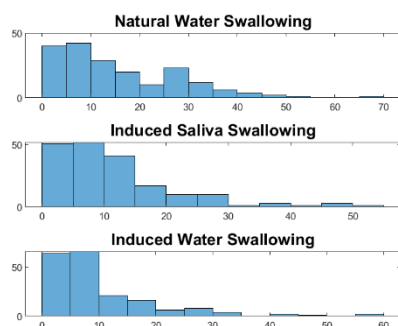 Natural Water Swallowing
50
0
0 10 20 30 40 50 60 70
Induced Saliva Swallowing
50
0
0 10 20 30 40 50
Induced Water Swallowing
50
0
0 10 20 30 40 50 60